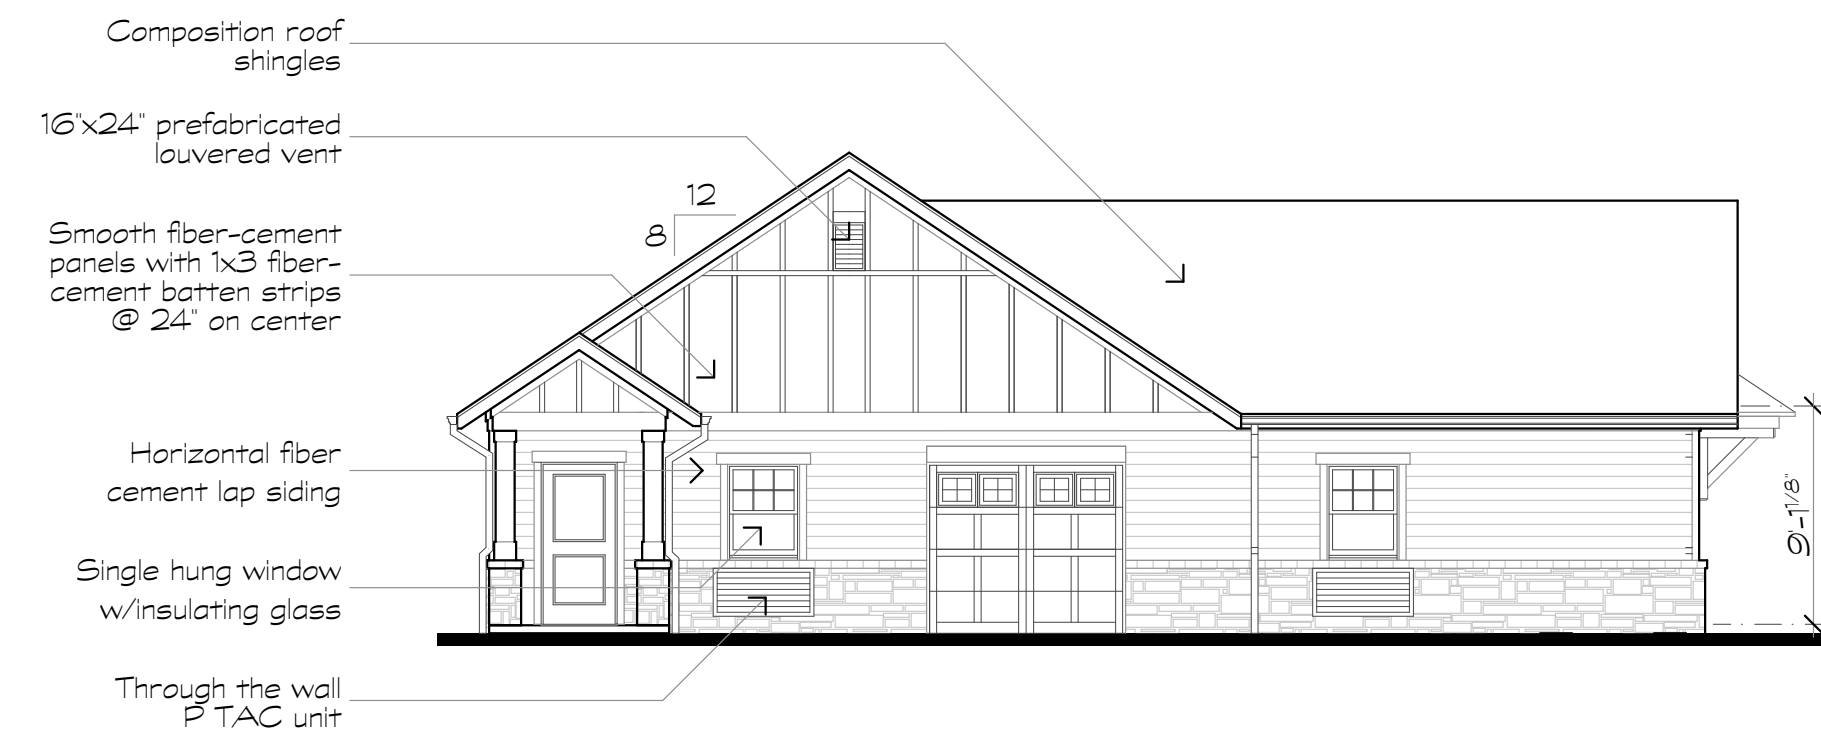 Composition roof
shingles
16"x24" prefabricated
louvered vent
12
8
Smooth fiber-cement
panels with 1x3 fiber-
cement batten strips
@ 24" on center
Horizontal fiber
cement lap siding
9'-1 1/8"
Single hung window
w/insulating glass
Through the wall
P TAC unit